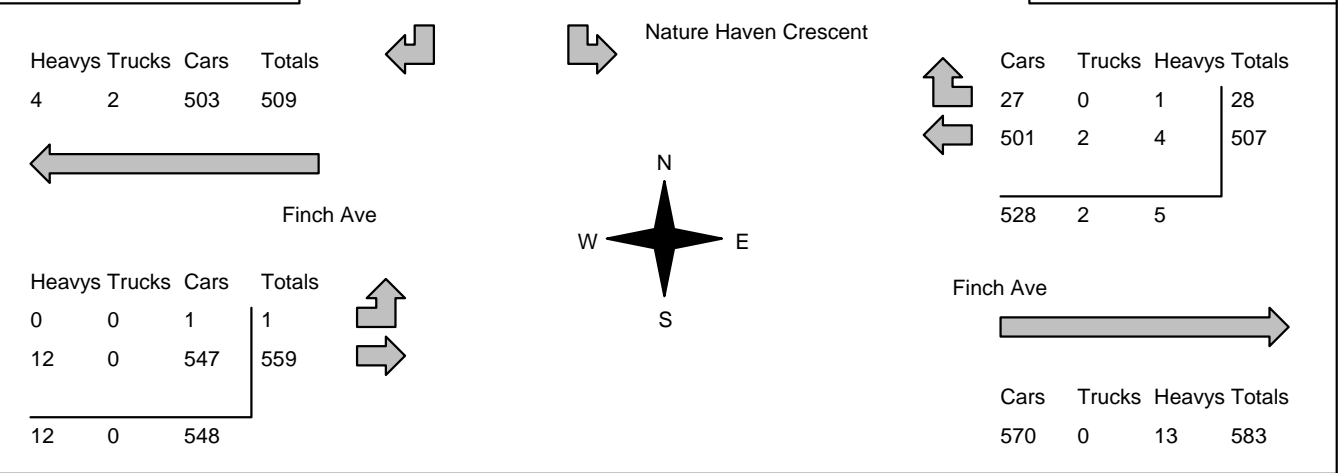 Nature Haven Crescent
Heavys Trucks Cars Totals
4 2 503 509
Cars Trucks Heavys Totals
27 0 1 28
501 2 4 507
528 2 5
Finch Ave
N
W E
S
Heavys Trucks Cars Totals
0 0 1 1
12 0 547 559
12 0 548
Finch Ave
Cars Trucks Heavys Totals
570 0 13 583